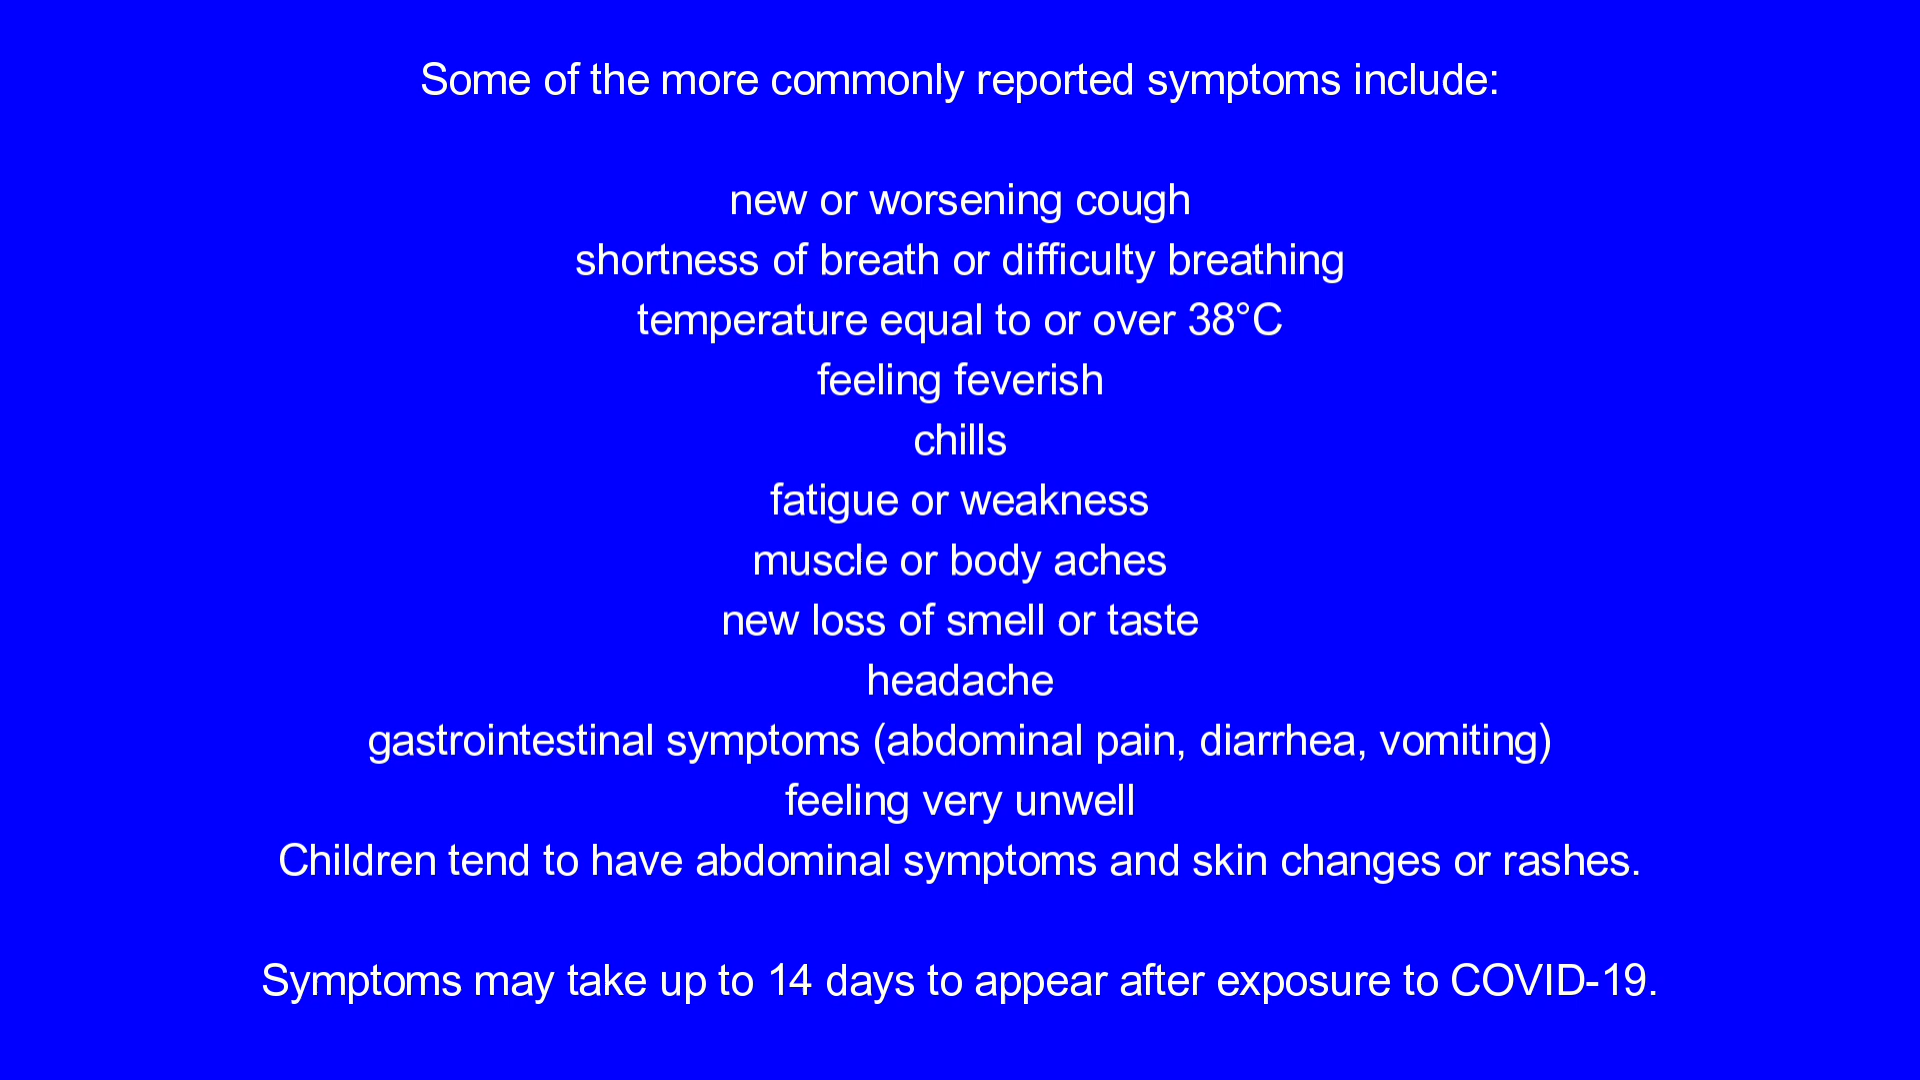 Some of the more commonly reported symptoms include:
new or worsening cough
shortness of breath or difficulty breathing
temperature equal to or over 38°C
feeling feverish
chills
fatigue or weakness
muscle or body aches
new loss of smell or taste
headache
gastrointestinal symptoms (abdominal pain, diarrhea, vomiting)
feeling very unwell
Children tend to have abdominal symptoms and skin changes or rashes.
Symptoms may take up to 14 days to appear after exposure to COVID-19.